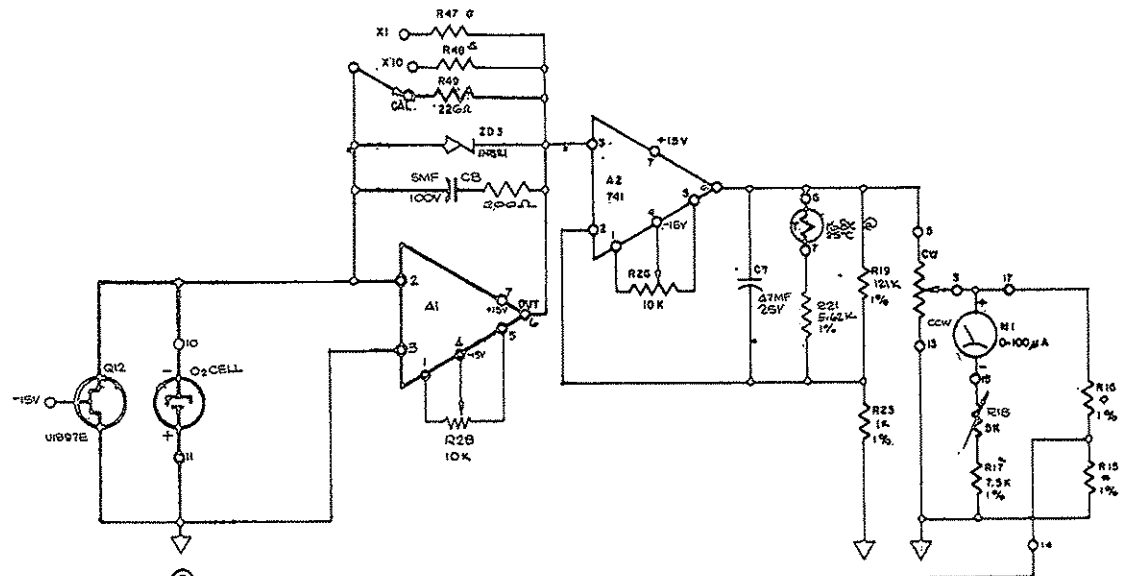 R47
X1
R48
X10
R49
226Ω
CAL.
ZD3
5MF
C8
100V
200Ω
2
A1
7
+15V
OUT
6
3
4
-15V
5
1
R28
10K
3
+15V
7
A2
741
6
3
4
-15V
2
1
R26
10K
C7
47MF
25V
6
7
R21
5.62K
1%
R19
121K
1%
R23
1K
1%
5
CW
CCW
13
3
17
+
M1
0-100µA
-
15
R18
5K
R17
7.5K
1%
R16
1%
R15
1%
14
Q12
-15V
U1897E
10
O2CELL
-
+
11